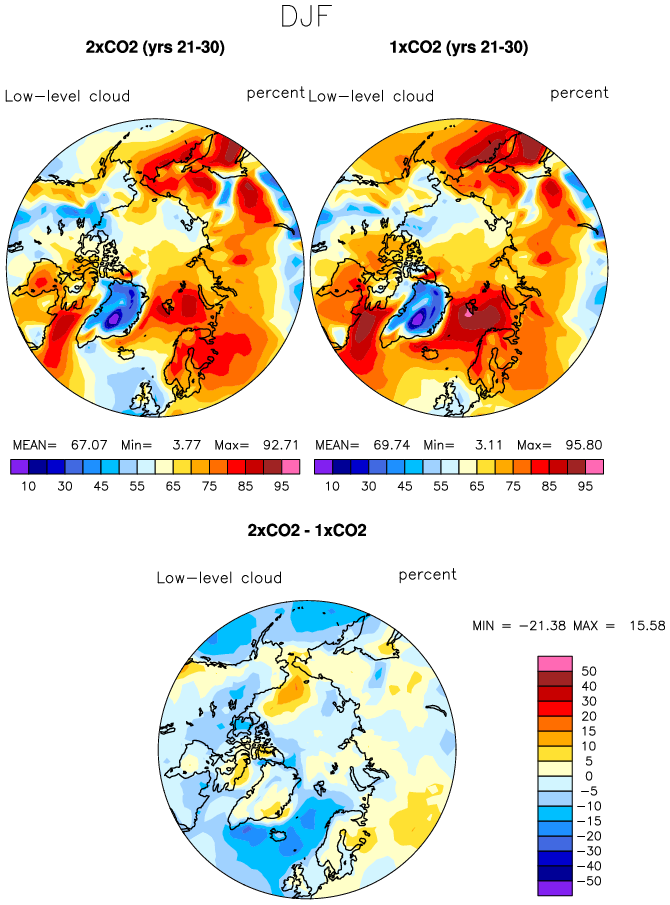 DJF
2xCO2 (yrs 21-30) 1xCO2 (yrs 21-30)
Low-level cloud percent Low-level cloud percent
MEAN= 67.07 Min= 3.77 Max= 92.71 MEAN= 69.74 Min= 3.11 Max= 95.80
10 30 45 55 65 75 85 95 10 30 45 55 65 75 85 95
2xCO2 - 1xCO2
Low-level cloud percent
MIN = -21.38 MAX = 15.58
50
40
30
20
15
10
5
0
-5
-10
-15
-20
-30
-40
-50